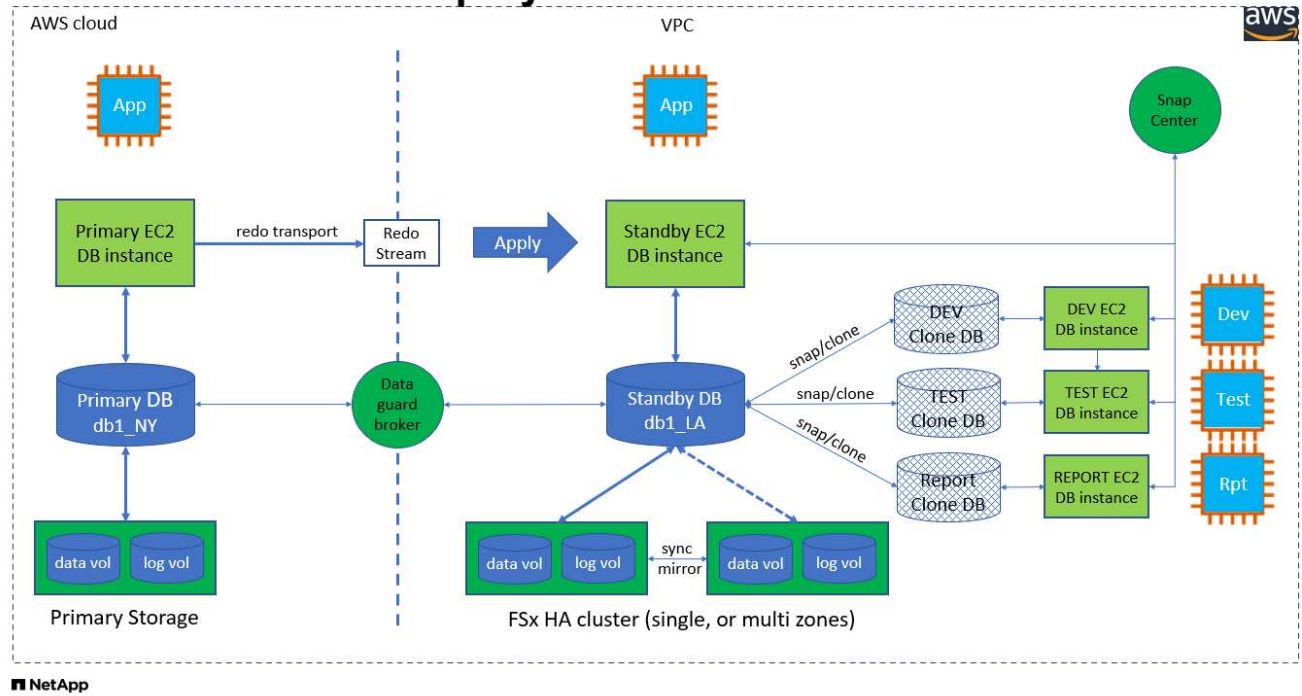 AWS cloud
VPC
aws
App
App
Snap
Center
Primary EC2
DB instance
redo transport
Redo
Stream
Apply
Standby EC2
DB instance
DEV
Clone DB
DEV EC2
DB instance
Dev
snap/clone
Primary DB
db1_NY
Data
guard
broker
Standby DB
db1_LA
snap/clone
TEST
Clone DB
TEST EC2
DB instance
Test
snap/clone
Report
Clone DB
REPORT EC2
DB instance
Rpt
data vol
log vol
data vol
log vol
sync
mirror
data vol
log vol
Primary Storage
FSx HA cluster (single, or multi zones)
NetApp